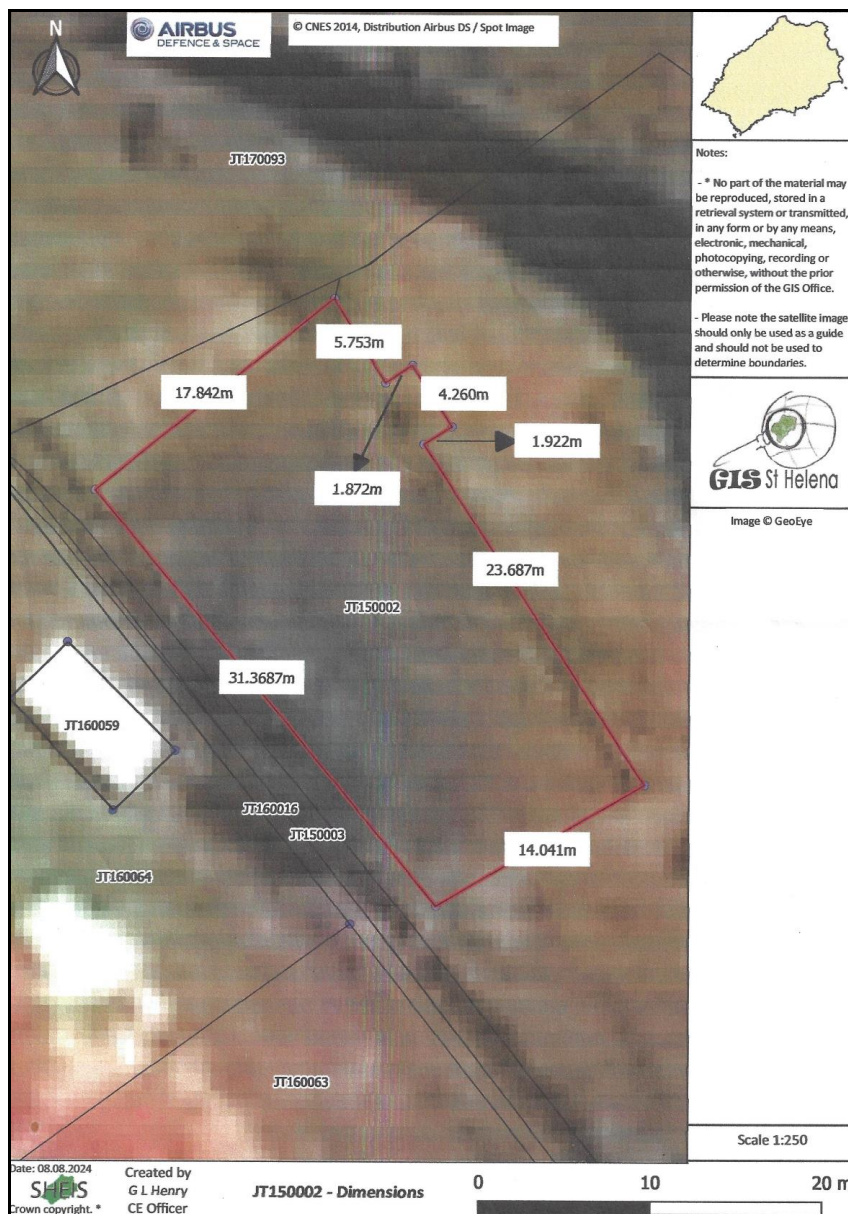 N
AIRBUS
DEFENCE & SPACE
© CNES 2014, Distribution Airbus DS / Spot Image
JT170093
5.753m
17.842m
4.260m
1.922m
1.872m
23.687m
JT150002
31.3687m
JT160059
JT160016
JT150003
14.041m
JT160064
JT160063
Notes:
- * No part of the material may
be reproduced, stored in a
retrieval system or transmitted,
in any form or by any means,
electronic, mechanical,
photocopying, recording or
otherwise, without the prior
permission of the GIS Office.
- Please note the satellite image
should only be used as a guide
and should not be used to
determine boundaries.
GIS St Helena
Image © GeoEye
Scale 1:250
Date: 08.08.2024
SHEIS
Crown copyright. *
Created by
G L Henry
CE Officer
JT150002 - Dimensions
0 10 20 m